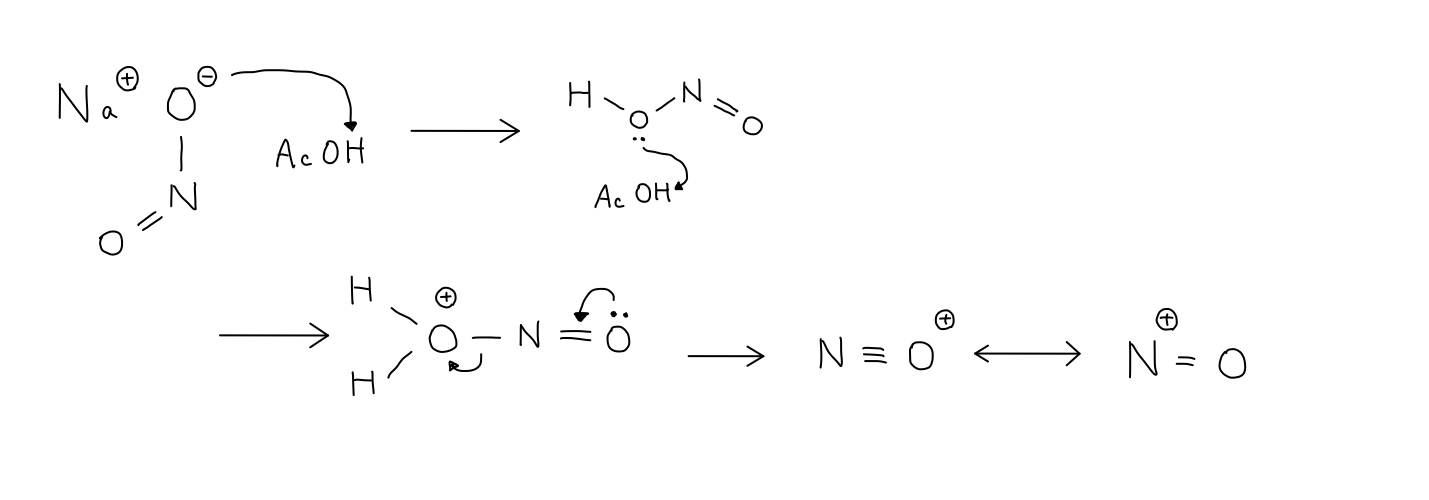 Na⊕ O⊖
N
O
AcOH
H O N O
AcOH
H
H
O⊕ N = O
N ≡ O⊕
N⊕ = O